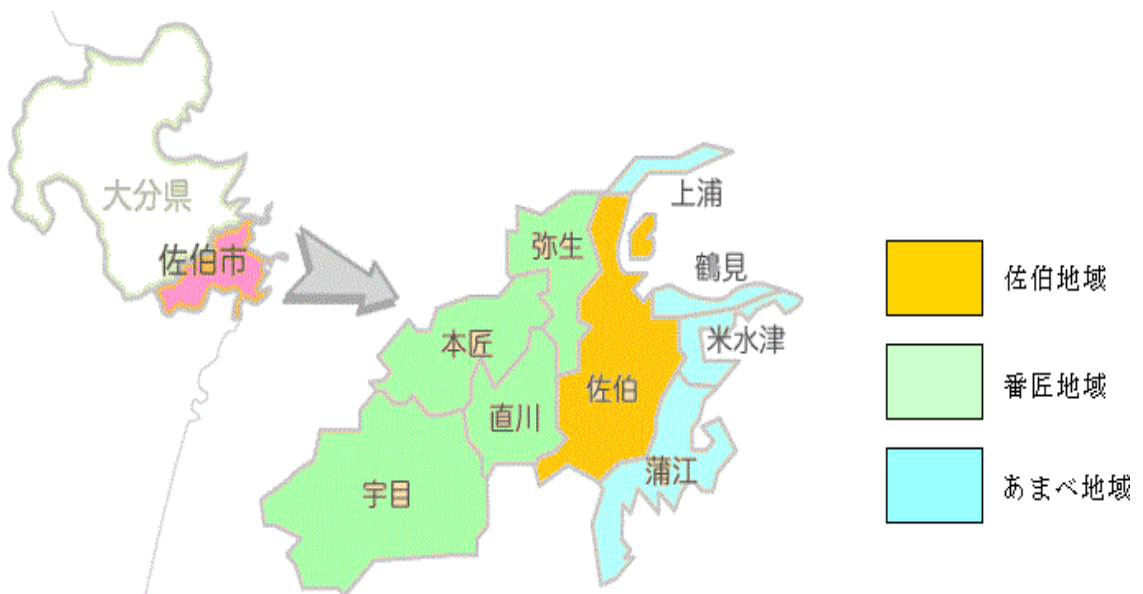 大分県
佐伯市
上浦
弥生
鶴見
本匠
米水津
佐伯
直川
蒲江
宇目
佐伯地域
番匠地域
あまべ地域